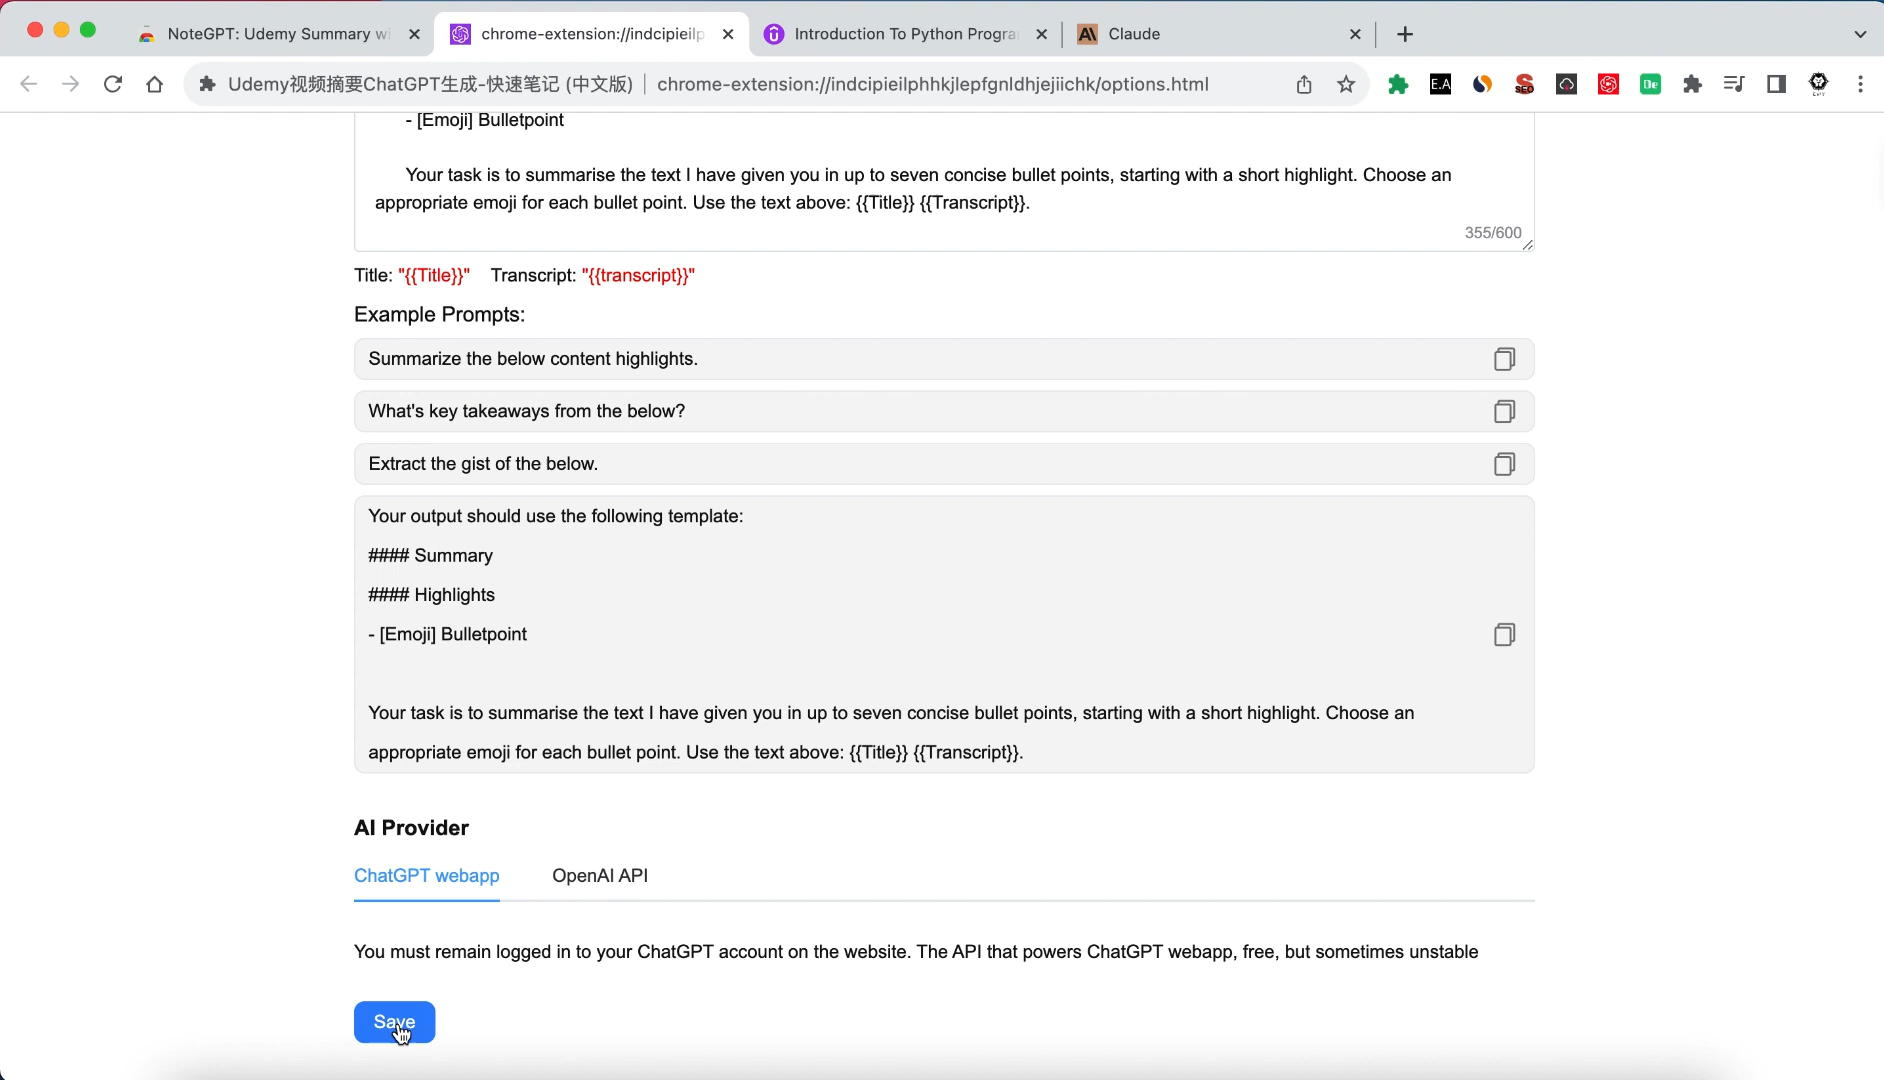 NoteGPT: Udemy Summary wi
chrome-extension://indcipieilp
Introduction To Python Progra
Claude
Udemy视频摘要ChatGPT生成-快速笔记 (中文版)
chrome-extension://indcipieilphhkjlepfgnldhjejiichk/options.html
E.A
SEO
De
- [Emoji] Bulletpoint
Your task is to summarise the text I have given you in up to seven concise bullet points, starting with a short highlight. Choose an
appropriate emoji for each bullet point. Use the text above: {{Title}} {{Transcript}}.
355/600
Title: "{{Title}}" Transcript: "{{transcript}}"
Example Prompts:
Summarize the below content highlights.
What's key takeaways from the below?
Extract the gist of the below.
Your output should use the following template:
#### Summary
#### Highlights
- [Emoji] Bulletpoint
Your task is to summarise the text I have given you in up to seven concise bullet points, starting with a short highlight. Choose an
appropriate emoji for each bullet point. Use the text above: {{Title}} {{Transcript}}.
AI Provider
ChatGPT webapp
OpenAI API
You must remain logged in to your ChatGPT account on the website. The API that powers ChatGPT webapp, free, but sometimes unstable
Save